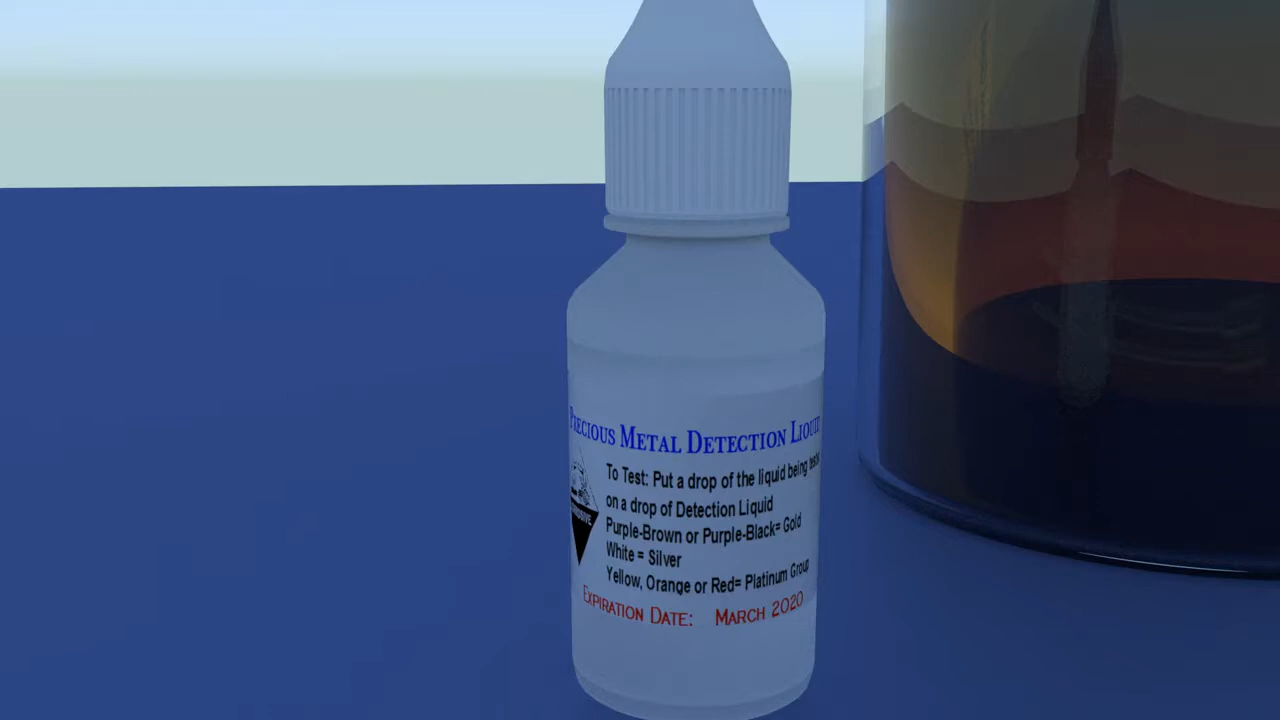 Precious Metal Detection Liquid
To Test: Put a drop of the liquid being
on a drop of Detection Liquid
Purple-Brown or Purple-Black= Gold
White = Silver
Yellow, Orange or Red= Platinum Group
Expiration Date: March 2020